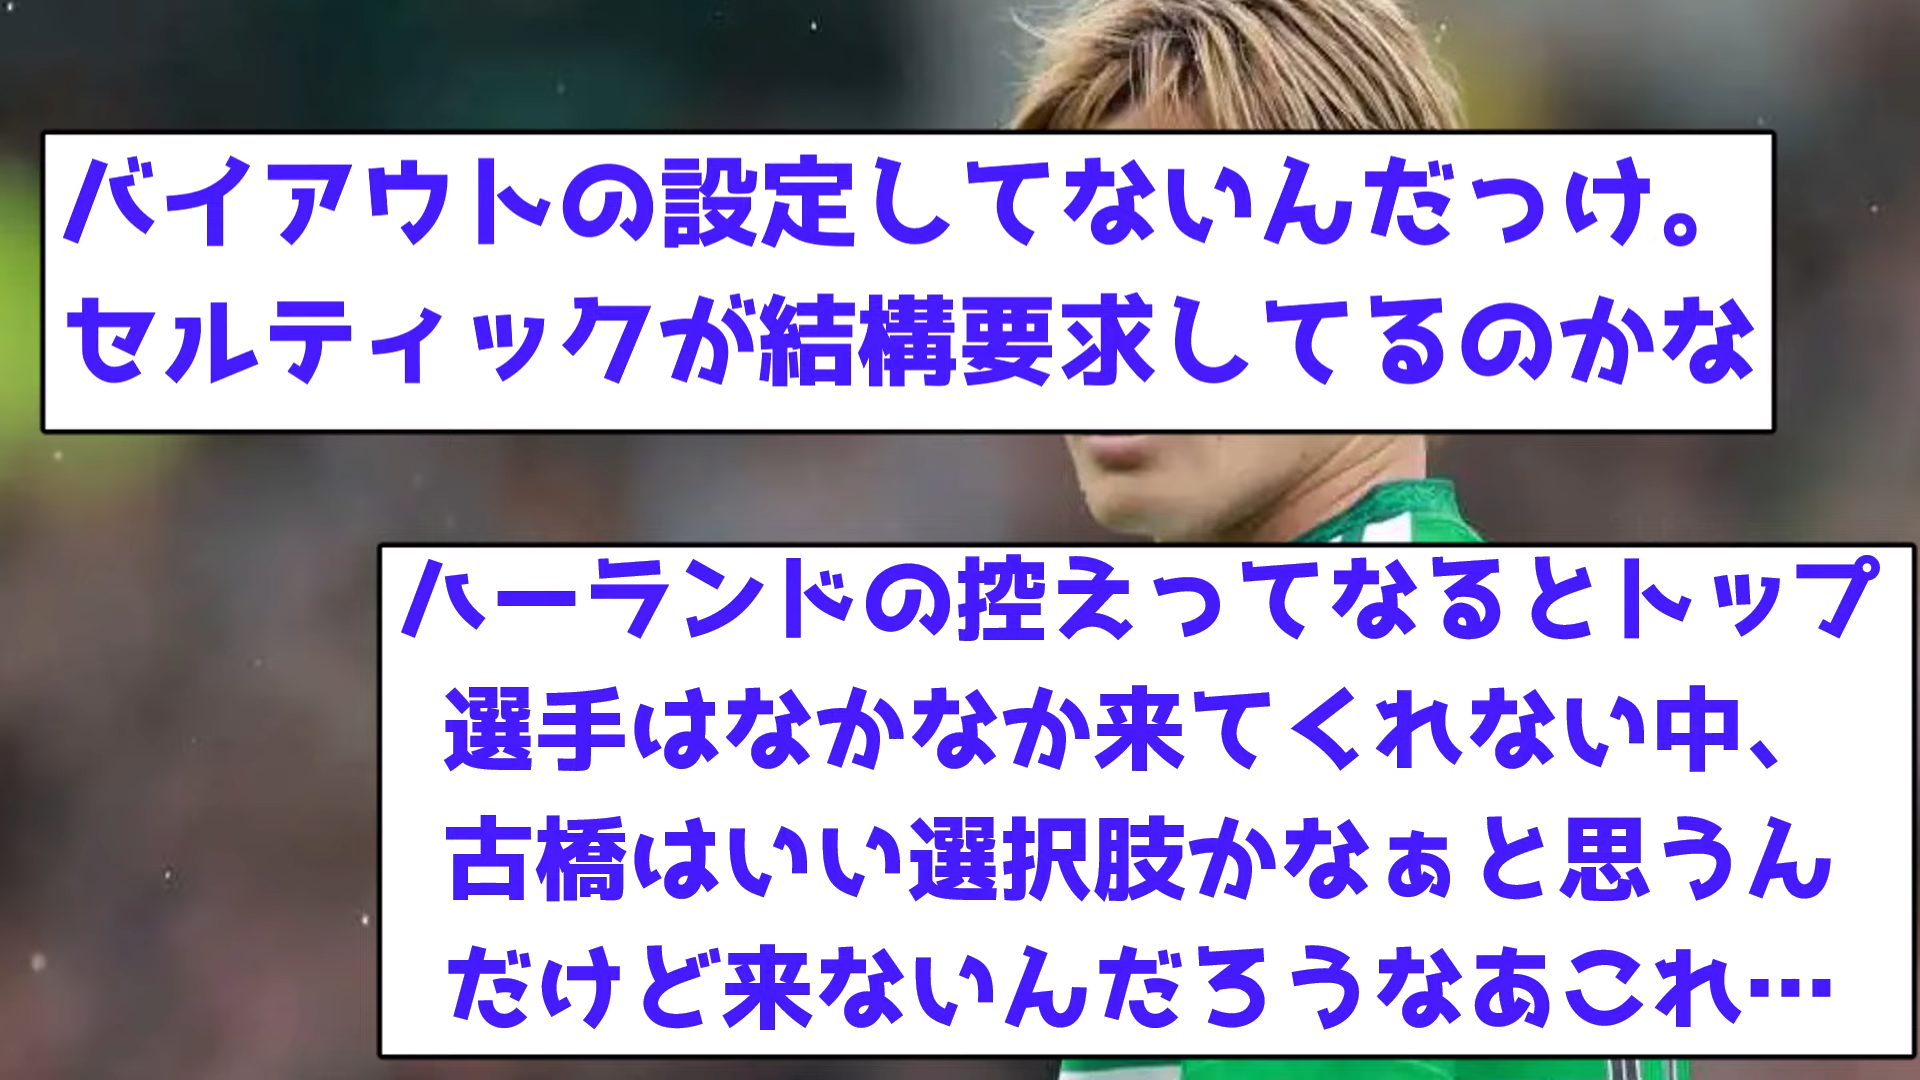 バイアウトの設定してないんだっけ。
セルティックが結構要求してるのかな
ハーランドの控えってなるとトップ
選手はなかなか来てくれない中、
古橋はいい選択肢かなぁと思うん
だけど来ないんだろうなあこれ…